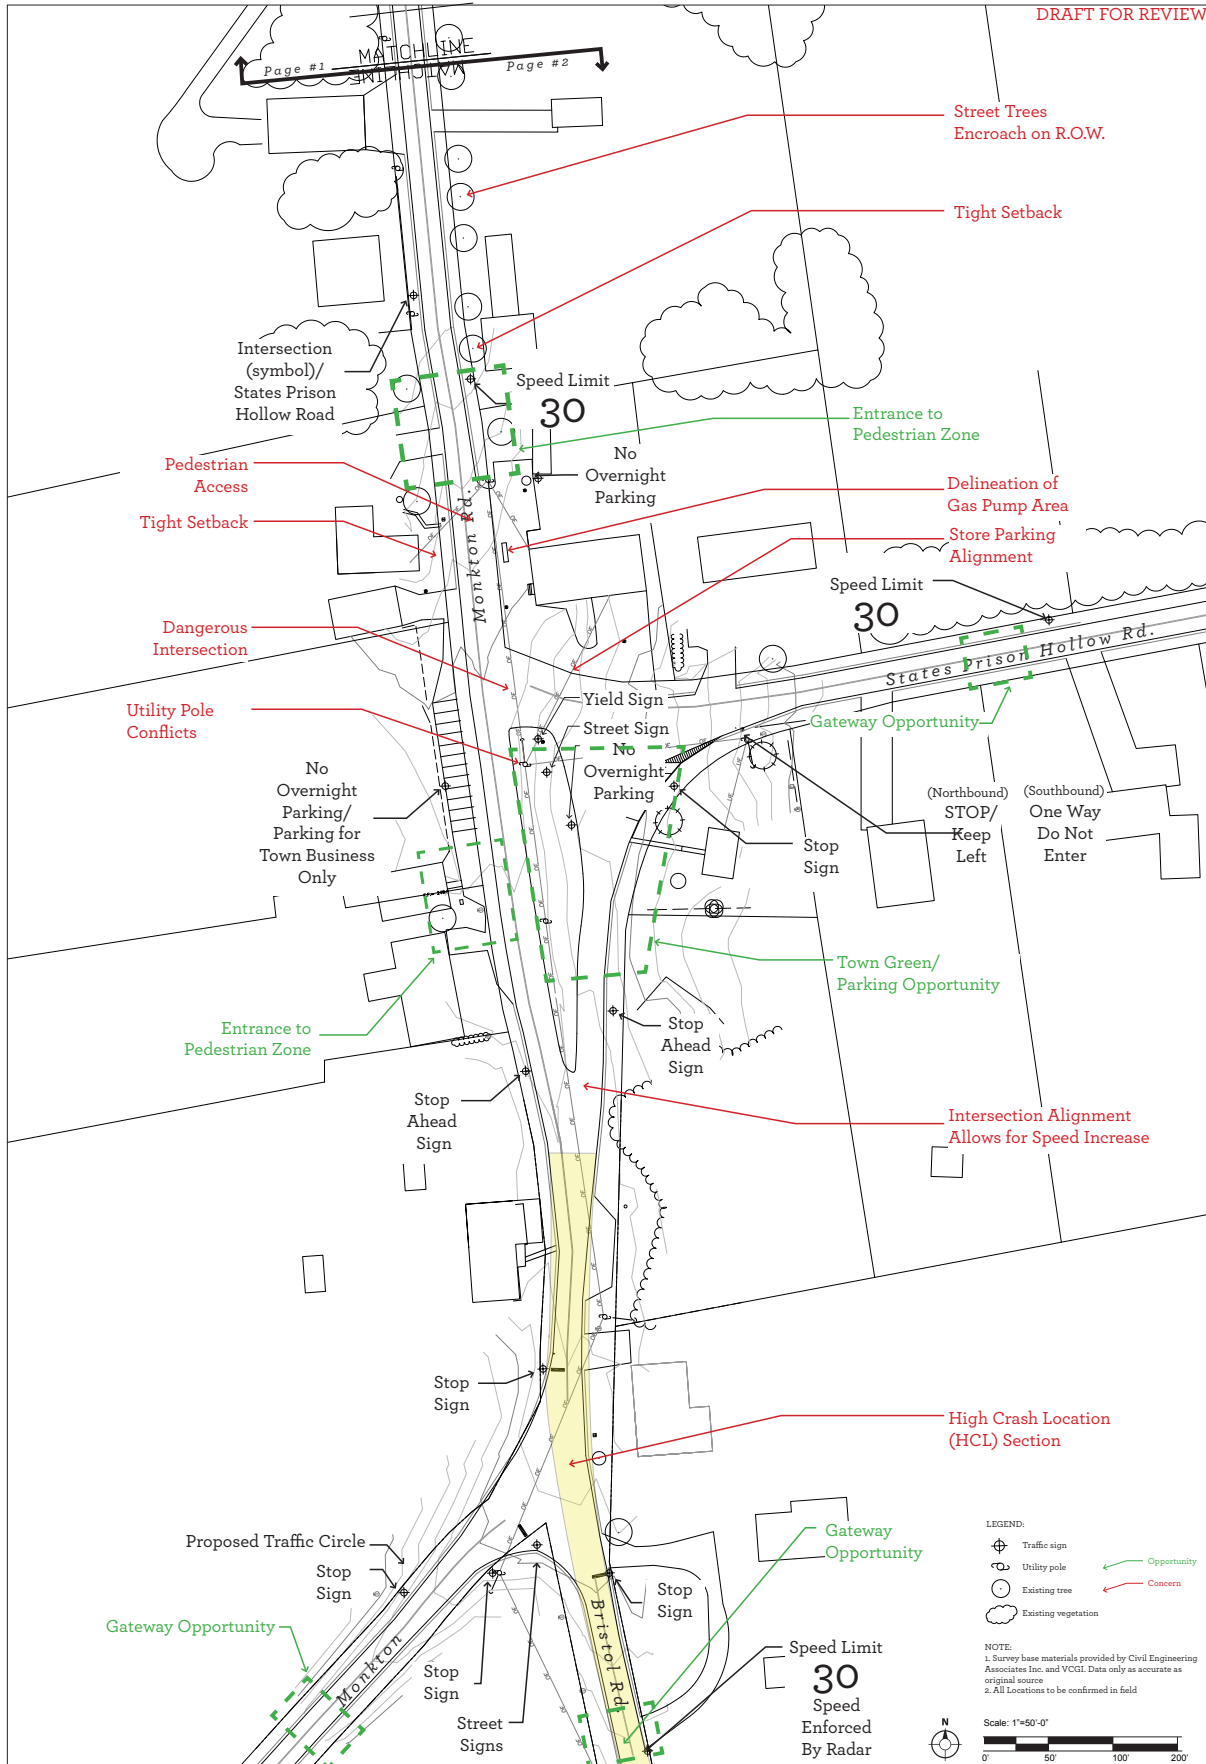 DRAFT FOR REVIEW
MATCHLINE
Page #1
Page #2
MATCHLINE
Street Trees
Encroach on R.O.W.
Tight Setback
Intersection
(symbol)/
States Prison
Hollow Road
Speed Limit
30
Entrance to
Pedestrian Zone
No
Overnight
Parking
Pedestrian
Access
Delineation of
Gas Pump Area
Tight Setback
Monkton Rd.
Store Parking
Alignment
Speed Limit
30
Dangerous
Intersection
States Prison Hollow Rd.
Yield Sign
Utility Pole
Conflicts
Street Sign
Gateway Opportunity
No
Overnight
Parking
No
Overnight
Parking/
Parking for
Town Business
Only
(Northbound)
STOP/
Keep
Left
(Southbound)
One Way
Do Not
Enter
Stop
Sign
Town Green/
Parking Opportunity
Entrance to
Pedestrian Zone
Stop
Ahead
Sign
Stop
Ahead
Sign
Intersection Alignment
Allows for Speed Increase
Stop
Sign
High Crash Location
(HCL) Section
Proposed Traffic Circle
Stop
Sign
Gateway
Opportunity
Stop
Sign
Gateway Opportunity
Monkton
Stop
Sign
Street
Signs
Bristol Rd.
Speed Limit
30
Speed
Enforced
By Radar
LEGEND:
Traffic sign
Utility pole
Existing tree
Existing vegetation
Opportunity
Concern
NOTE:
1. Survey base materials provided by Civil Engineering
Associates Inc. and VCGI. Data only as accurate as
original source
2. All Locations to be confirmed in field
N
Scale: 1"=50'-0"
0' 50' 100' 200'